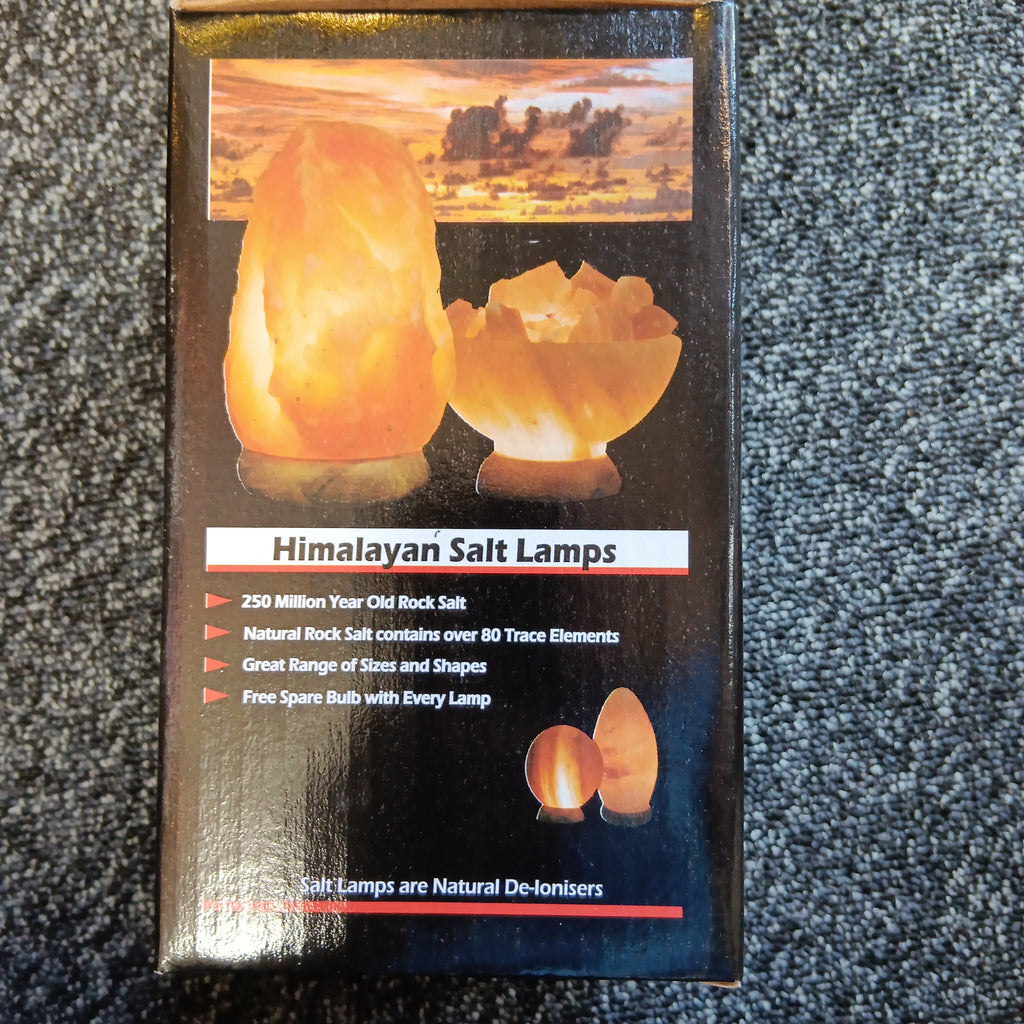 Himalayan Salt Lamps
250 Million Year Old Rock Salt
Natural Rock Salt contains over 80 Trace Elements
Great Range of Sizes and Shapes
Free Spare Bulb with Every Lamp
Salt Lamps are Natural De-Ionisers